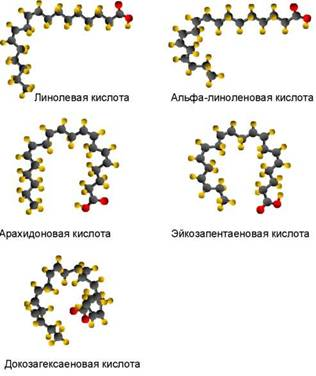 Линолевая кислота
Альфа-линоленовая кислота
Арахидоновая кислота
Эйкозапентаеновая кислота
Докозагексаеновая кислота